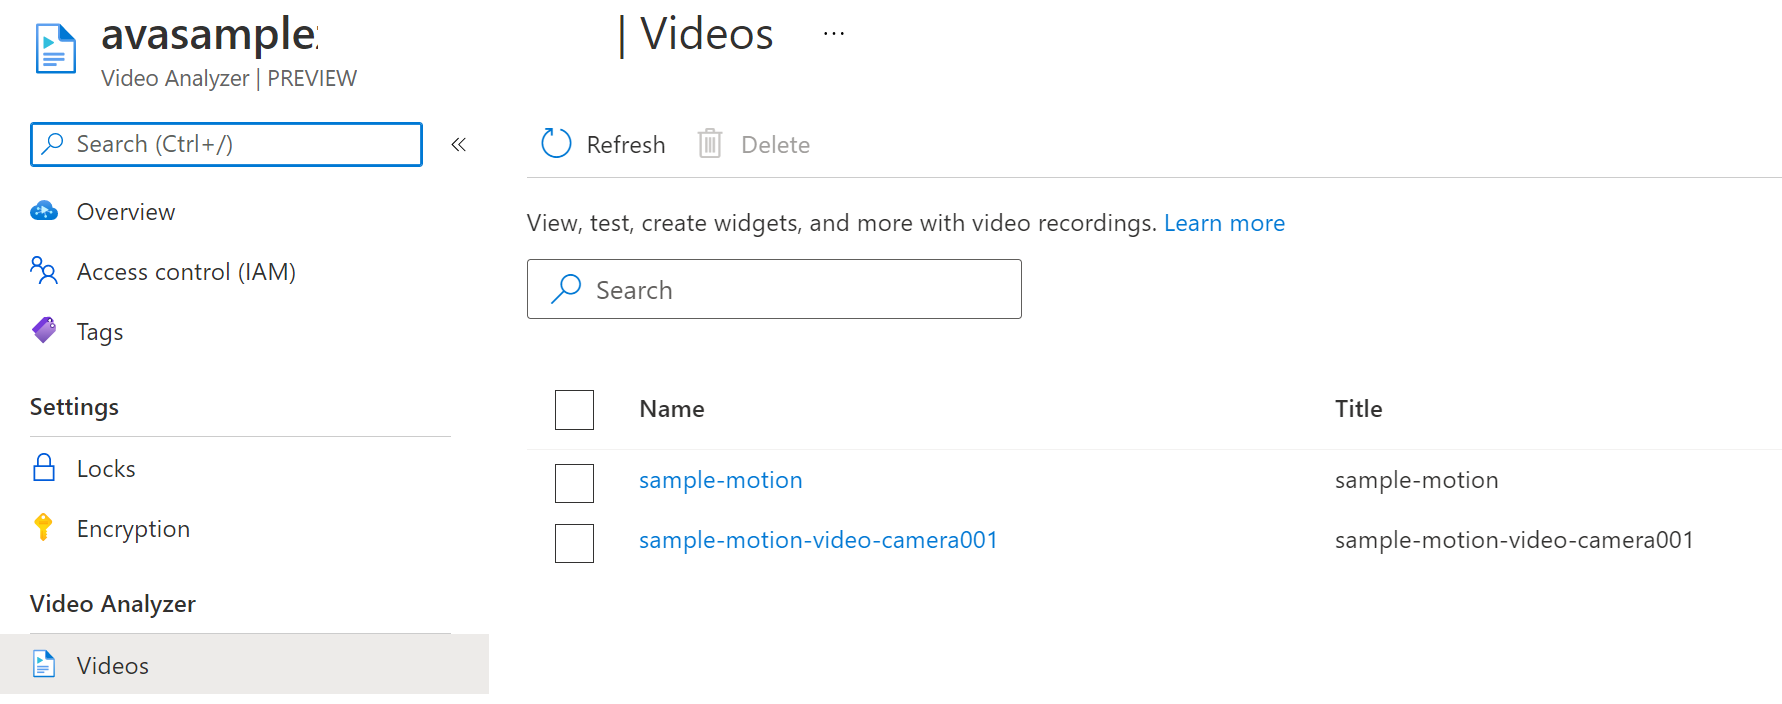 avasample | Videos ...
Video Analyzer | PREVIEW
Search (Ctrl+/) «
Overview
Access control (IAM)
Tags
Settings
Locks
Encryption
Video Analyzer
Videos
Refresh Delete
View, test, create widgets, and more with video recordings. Learn more
Search
Name Title
sample-motion sample-motion
sample-motion-video-camera001 sample-motion-video-camera001